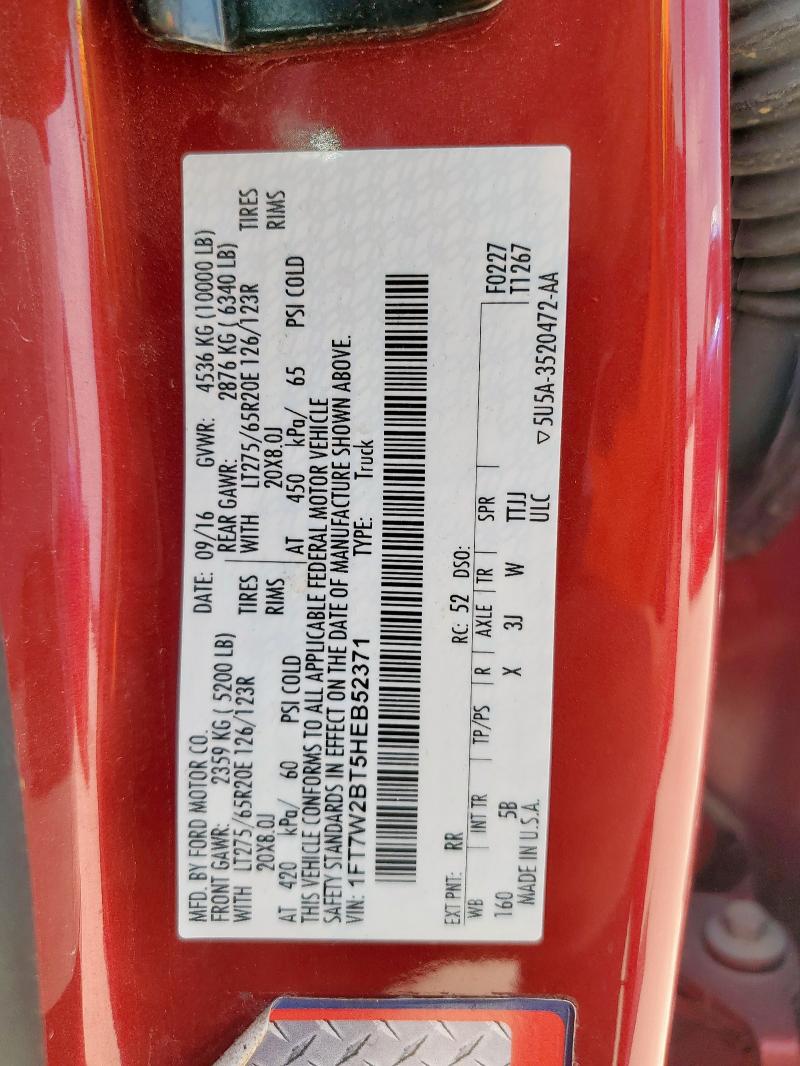 MFD. BY FORD MOTOR CO.
DATE: 09/16 GVWR: 4536 KG (10000 LB)
FRONT GAWR: 2359 KG ( 5200 LB)
REAR GAWR: 2876 KG ( 6340 LB)
WITH LT275/65R20E 126/123R TIRES
WITH LT275/65R20E 126/123R TIRES
20X8.0J RIMS
20X8.0J RIMS
AT 420 kPa/ 60 PSI COLD
AT 450 kPa/ 65 PSI COLD
THIS VEHICLE CONFORMS TO ALL APPLICABLE FEDERAL MOTOR VEHICLE
SAFETY STANDARDS IN EFFECT ON THE DATE OF MANUFACTURE SHOWN ABOVE.
VIN: 1FT7W2BT5HEB52371 TYPE: Truck
EXT PNT: RR RC: 52 DSO:
WB INT TR TP/PS R AXLE TR SPR F0227
160 5B X 3J W TTJJ T1267
ULC
MADE IN U.S.A. ▽5U5A-3520472-AA